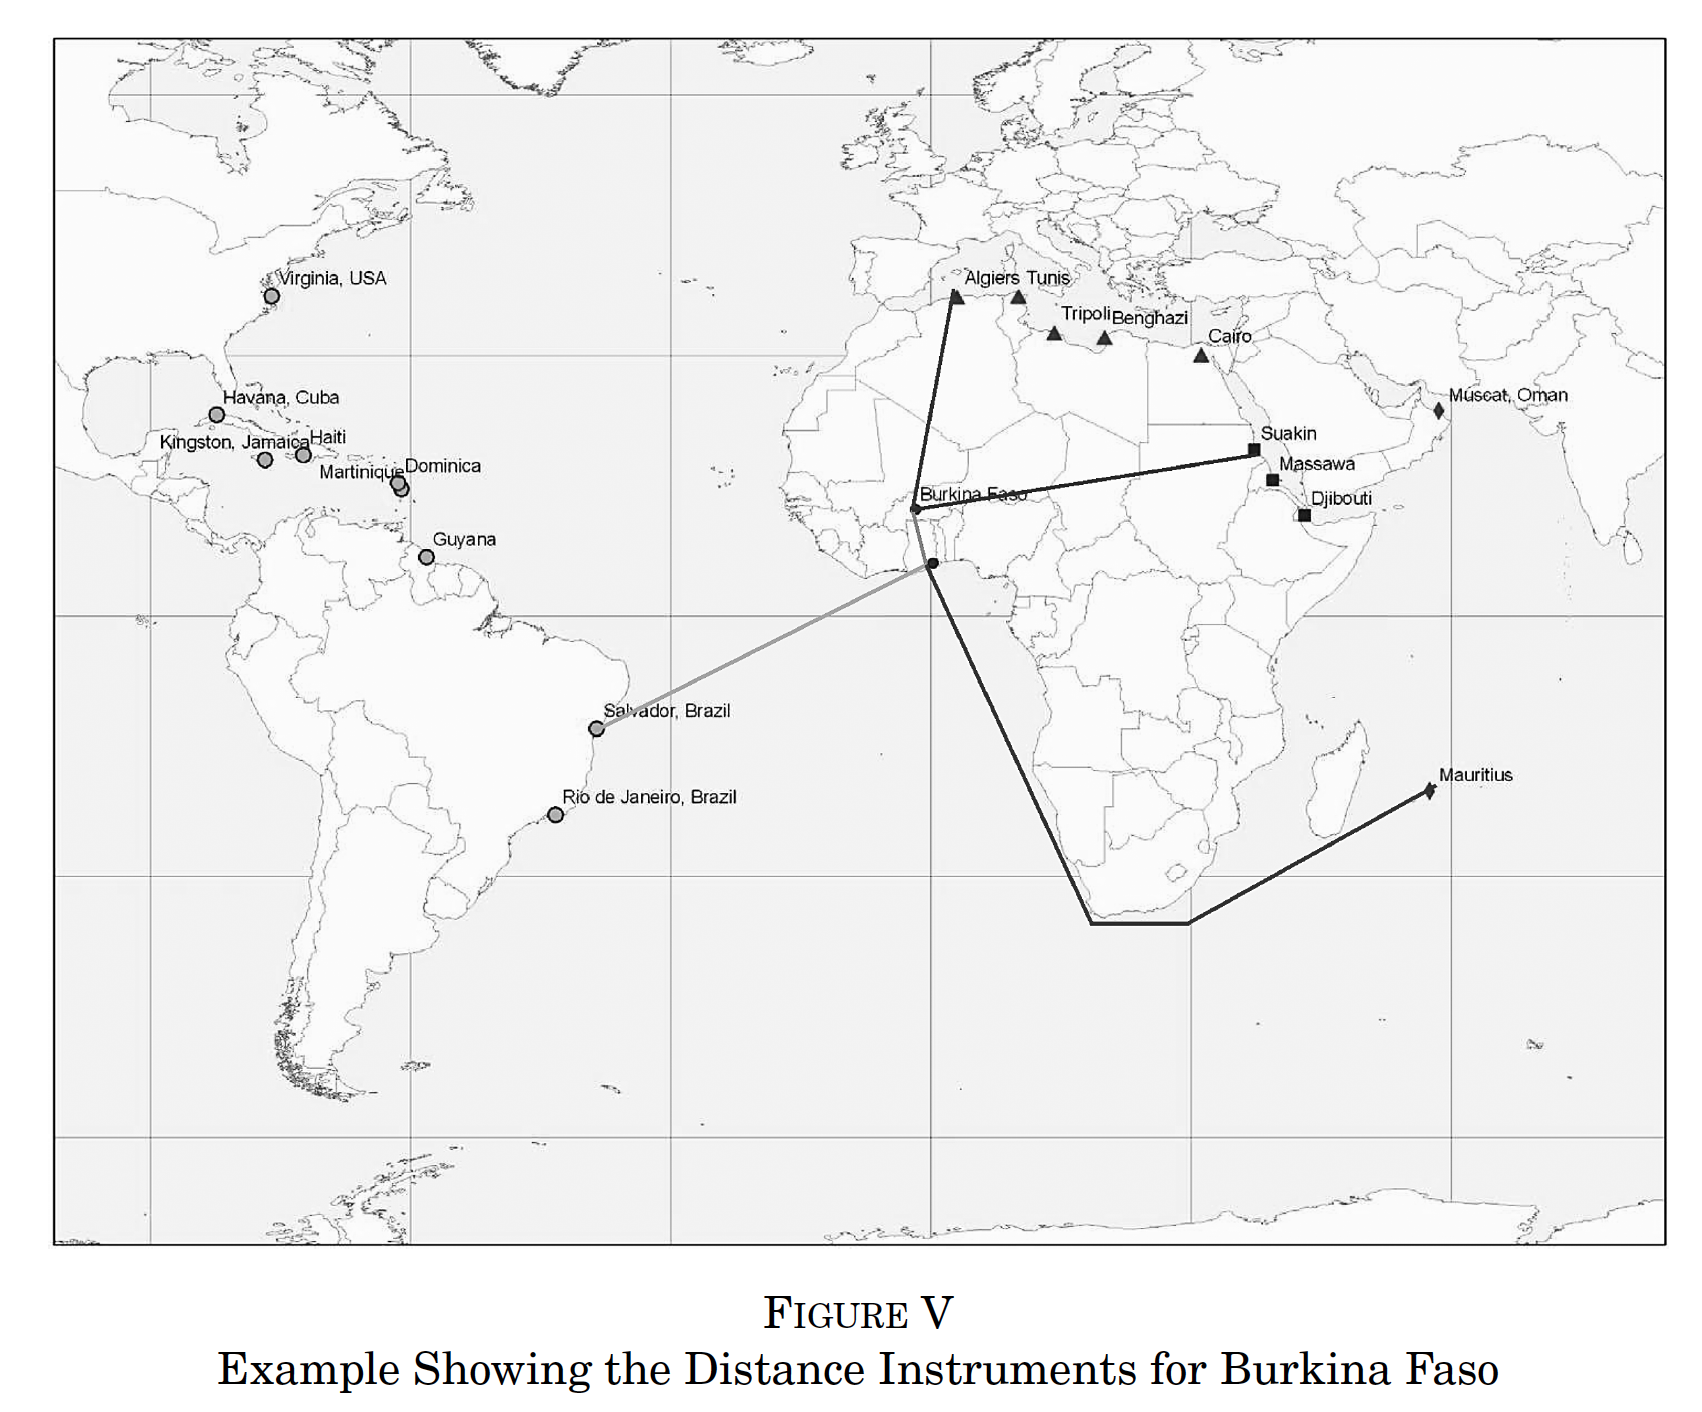 Virginia, USA
Algiers Tunis
Tripoli Benghazi
Cairo
Havana, Cuba
Muscat, Oman
Kingston, Jamaica Haiti
Suakin
Martinique Dominica
Massawa
Burkina Faso
Djibouti
Guyana
Salvador, Brazil
Mauritius
Rio de Janeiro, Brazil
FIGURE V
Example Showing the Distance Instruments for Burkina Faso